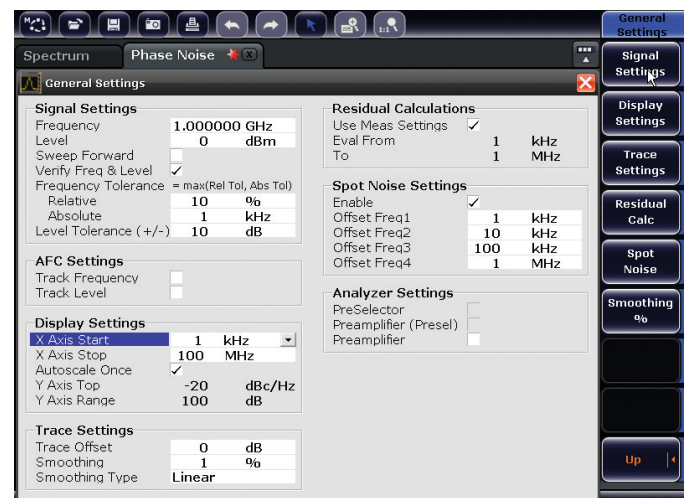 General
Settings
Spectrum
Phase Noise
General Settings
Signal Settings
Frequency 1.000000 GHz
Level 0 dBm
Sweep Forward
Verify Freq & Level
Frequency Tolerance = max(Rel Tol, Abs Tol)
Relative 10 %
Absolute 1 kHz
Level Tolerance (+/-) 10 dB
AFC Settings
Track Frequency
Track Level
Display Settings
X Axis Start 1 kHz
X Axis Stop 100 MHz
Autoscale Once
Y Axis Top -20 dBc/Hz
Y Axis Range 100 dB
Trace Settings
Trace Offset 0 dB
Smoothing 1 %
Smoothing Type Linear
Residual Calculations
Use Meas Settings
Eval From 1 kHz
To 1 MHz
Spot Noise Settings
Enable
Offset Freq1 1 kHz
Offset Freq2 10 kHz
Offset Freq3 100 kHz
Offset Freq4 1 MHz
Analyzer Settings
PreSelector
Preamplifier (Presel)
Preamplifier
Signal
Settings
Display
Settings
Trace
Settings
Residual
Calc
Spot
Noise
Smoothing
%
Up